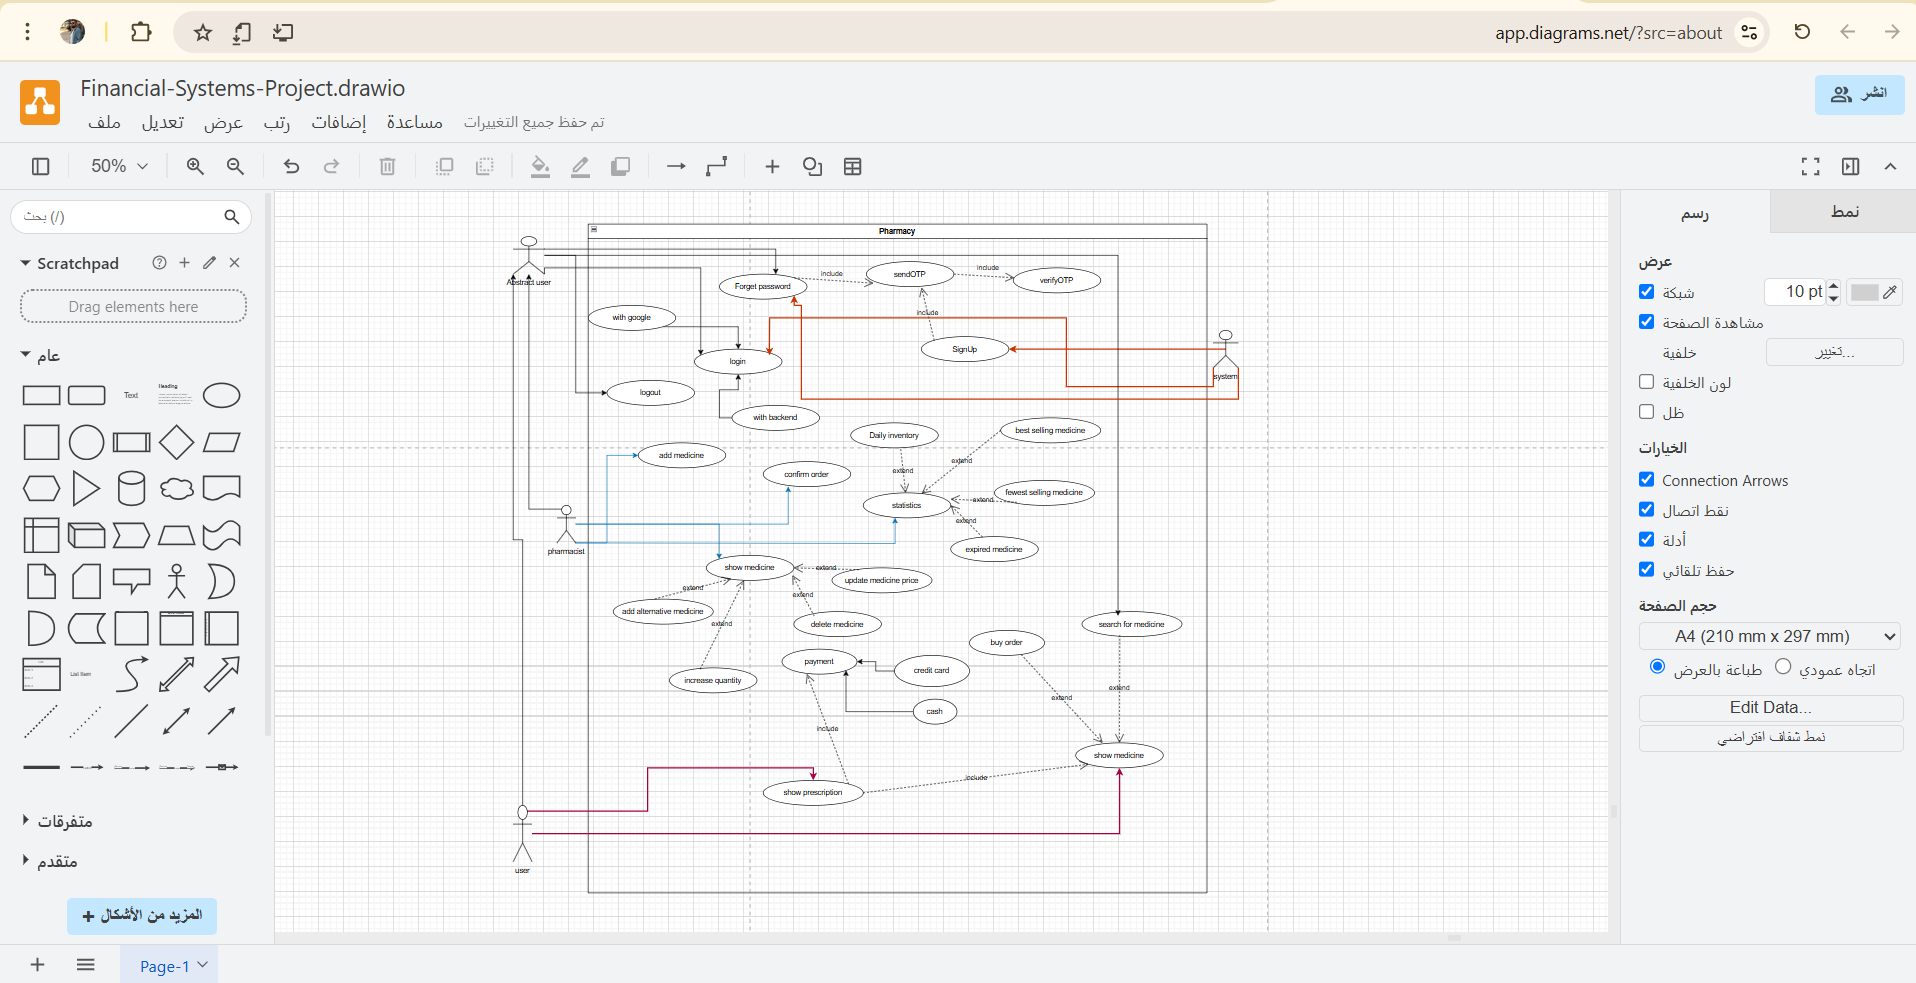 app.diagrams.net/?src=about
Financial-Systems-Project.drawio
انشر
ملف تعديل عرض رتب إضافات مساعدة تم حفظ جميع التغييرات
50%
بحث (/)
Scratchpad
Drag elements here
عام
Text
Heading
List Item
متفرقات
متقدم
+ المزيد من الأشكال
Page-1
Pharmacy
Abstract user
Forget password
include
sendOTP
include
verifyOTP
with google
include
SignUp
login
system
logout
with backend
Daily inventory
best selling medicine
add medicine
extend
extend
confirm order
fewest selling medicine
extend
statistics
extend
pharmacist
expired medicine
show medicine
extend
update medicine price
extend
extend
add alternative medicine
extend
delete medicine
search for medicine
buy order
payment
credit card
increase quantity
extend
extend
cash
include
show medicine
include
show prescription
user
رسم
نمط
عرض
شبكة
10 pt
مشاهدة الصفحة
خلفية
تغيير...
لون الخلفية
ظل
الخيارات
Connection Arrows
نقط اتصال
أدلة
حفظ تلقائي
حجم الصفحة
A4 (210 mm x 297 mm)
طباعة بالعرض اتجاه عمودي
Edit Data...
نمط شفاف افتراضي